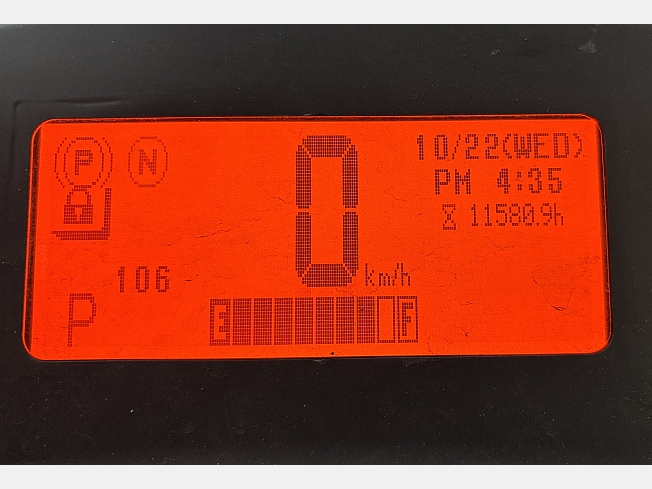 P N 0 10/22(WED)
PM 4:35
11580.9h
106 km/h
P E F